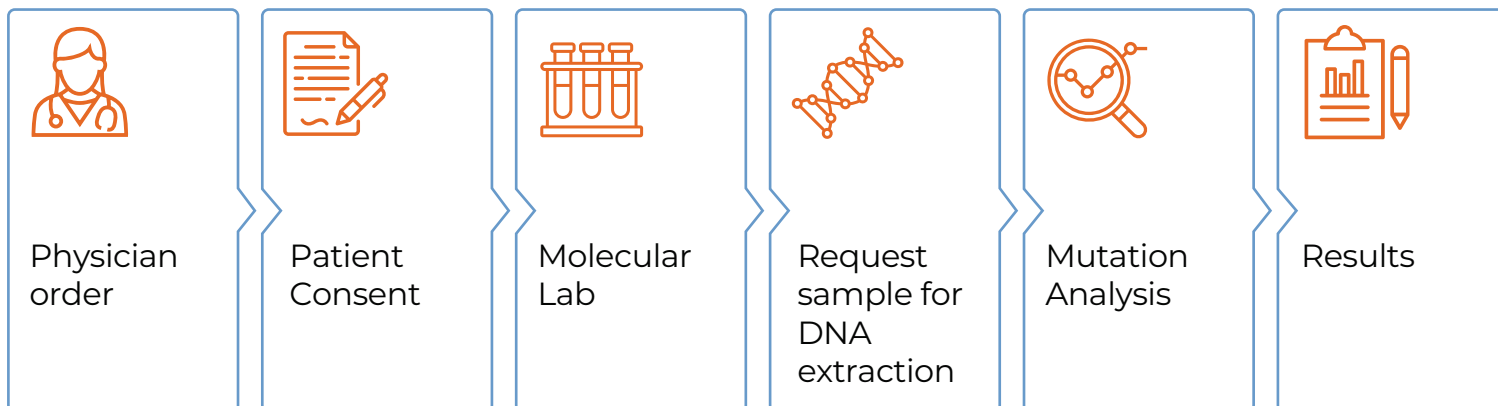 Physician
order
Patient
Consent
Molecular
Lab
Request
sample for
DNA
extraction
Mutation
Analysis
Results